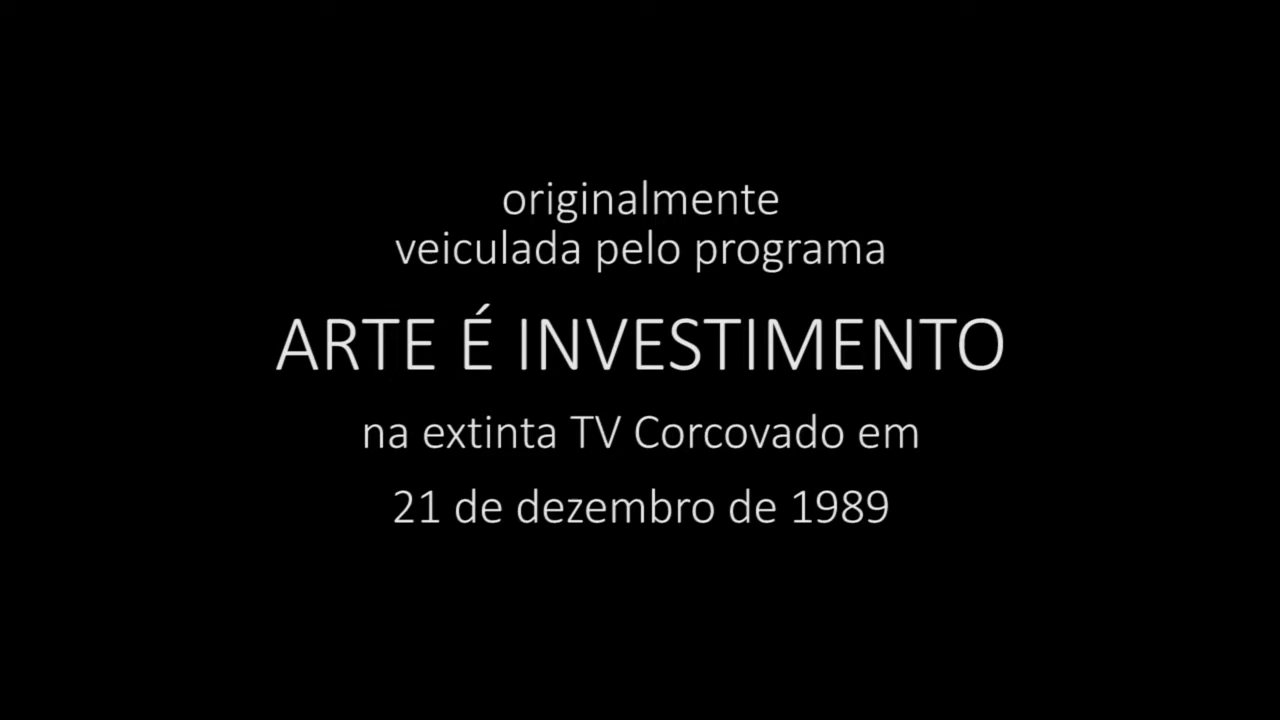 originalmente
veiculada pelo programa
ARTE É INVESTIMENTO
na extinta TV Corcovado em
21 de dezembro de 1989